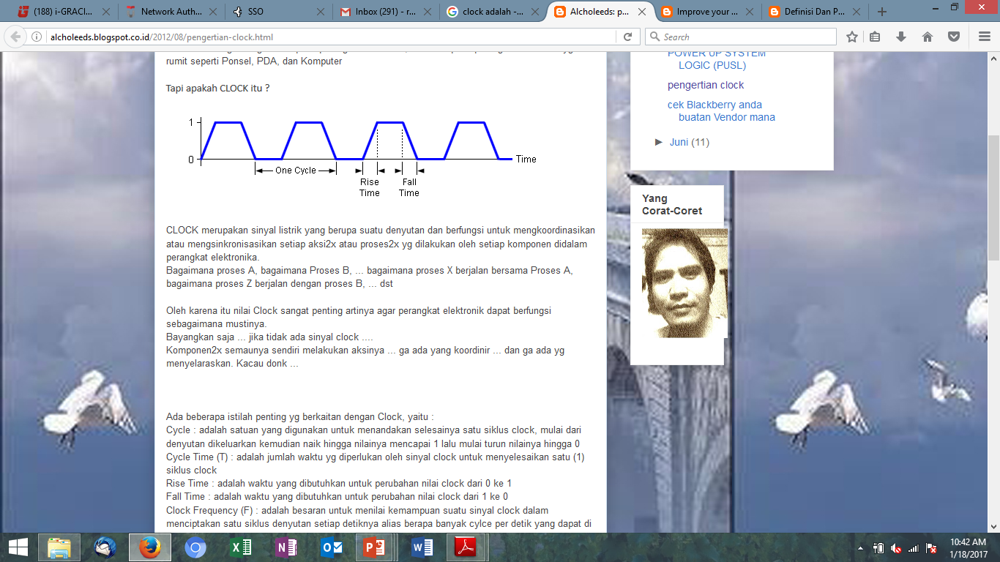 (188) i-GRACI...
Network Auth...
SSO
Inbox (291) - r...
clock adalah -...
Alcholeeds: p...
Improve your ...
Definisi Dan P...
alcholeeds.blogspot.co.id/2012/08/pengertian-clock.html
Search
rumit seperti Ponsel, PDA, dan Komputer
Tapi apakah CLOCK itu ?
1
0
Time
One Cycle
Rise
Time
Fall
Time
CLOCK merupakan sinyal listrik yang berupa suatu denyutan dan berfungsi untuk mengkoordinasikan
atau mengsinkronisasikan setiap aksi2x atau proses2x yg dilakukan oleh setiap komponen didalam
perangkat elektronika.
Bagaimana proses A, bagaimana Proses B, ... bagaimana proses X berjalan bersama Proses A,
bagaimana proses Z berjalan dengan proses B, ... dst
Oleh karena itu nilai Clock sangat penting artinya agar perangkat elektronik dapat berfungsi
sebagaimana mustinya.
Bayangkan saja ... jika tidak ada sinyal clock ....
Komponen2x semaunya sendiri melakukan aksinya ... ga ada yang koordinir ... dan ga ada yg
menyelaraskan. Kacau donk ...
Ada beberapa istilah penting yg berkaitan dengan Clock, yaitu :
Cycle : adalah satuan yang digunakan untuk menandakan selesainya satu siklus clock, mulai dari
denyutan dikeluarkan kemudian naik hingga nilainya mencapai 1 lalu mulai turun nilainya hingga 0
Cycle Time (T) : adalah jumlah waktu yg diperlukan oleh sinyal clock untuk menyelesaikan satu (1)
siklus clock
Rise Time : adalah waktu yang dibutuhkan untuk perubahan nilai clock dari 0 ke 1
Fall Time : adalah waktu yang dibutuhkan untuk perubahan nilai clock dari 1 ke 0
Clock Frequency (F) : adalah besaran untuk menilai kemampuan suatu sinyal clock dalam
menciptakan satu siklus denyutan setiap detiknya alias berapa banyak cylce per detik yang dapat di
POWER UP SYSTEM
LOGIC (PUSL)
pengertian clock
cek Blackberry anda
buatan Vendor mana
► Juni (11)
Yang
Corat-Coret
10:42 AM
1/18/2017